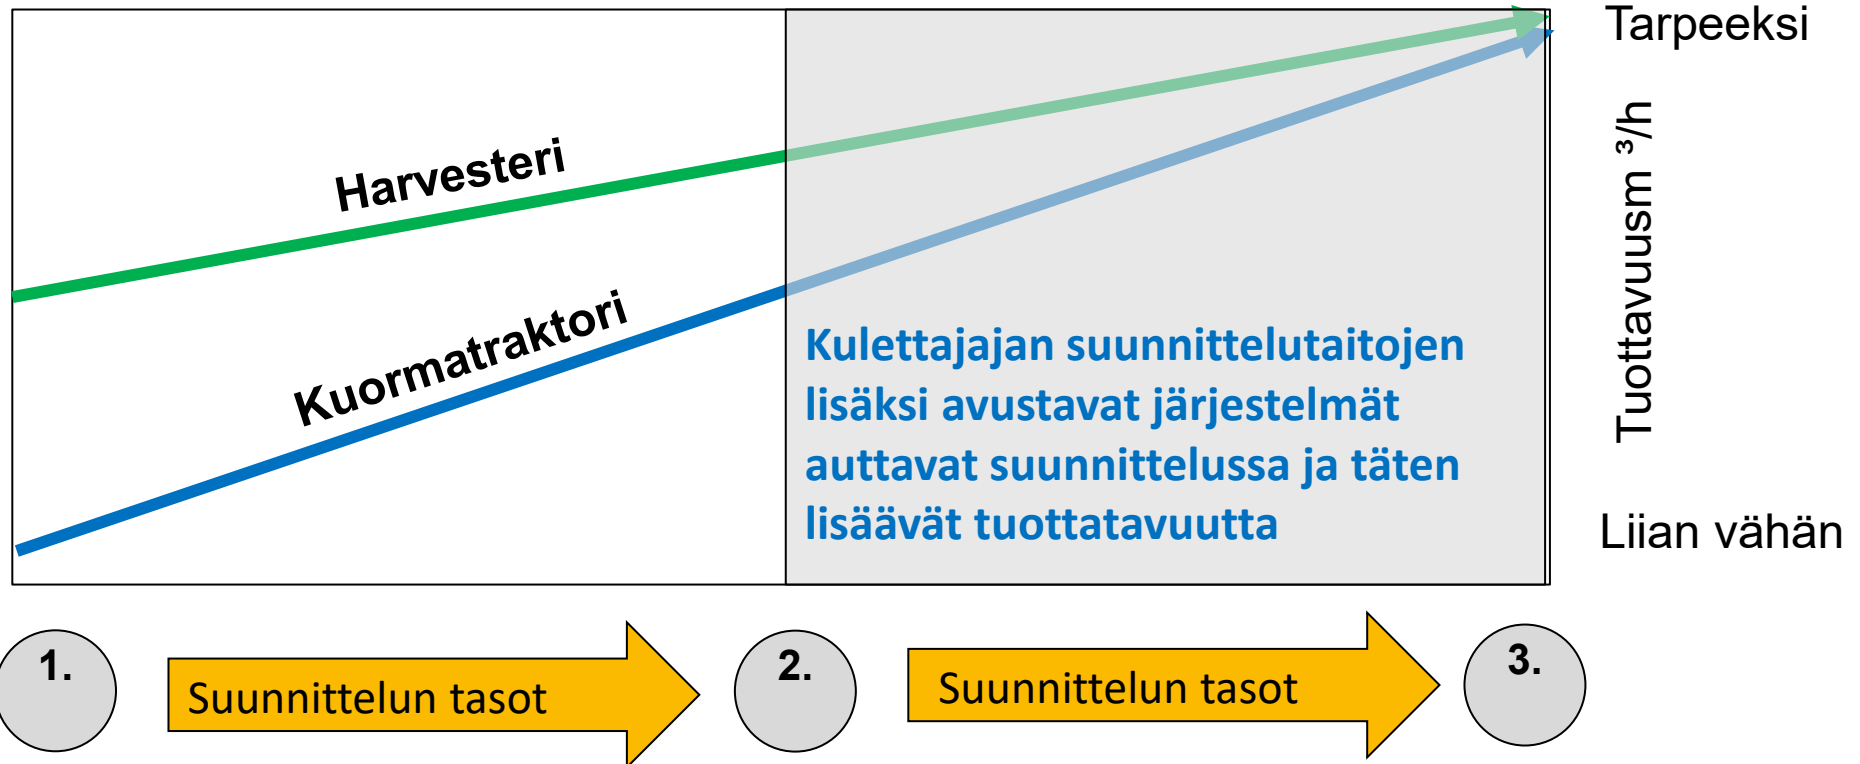 Tarpeeksi
Harvesteri
Tuottavuusm ³/h
Kuormatraktori
Kulettajajan suunnittelutaitojen
lisäksi avustavat järjestelmät
auttavat suunnittelussa ja täten
lisäävät tuottatavuutta
Liian vähän
1.
Suunnittelun tasot
2.
Suunnittelun tasot
3.